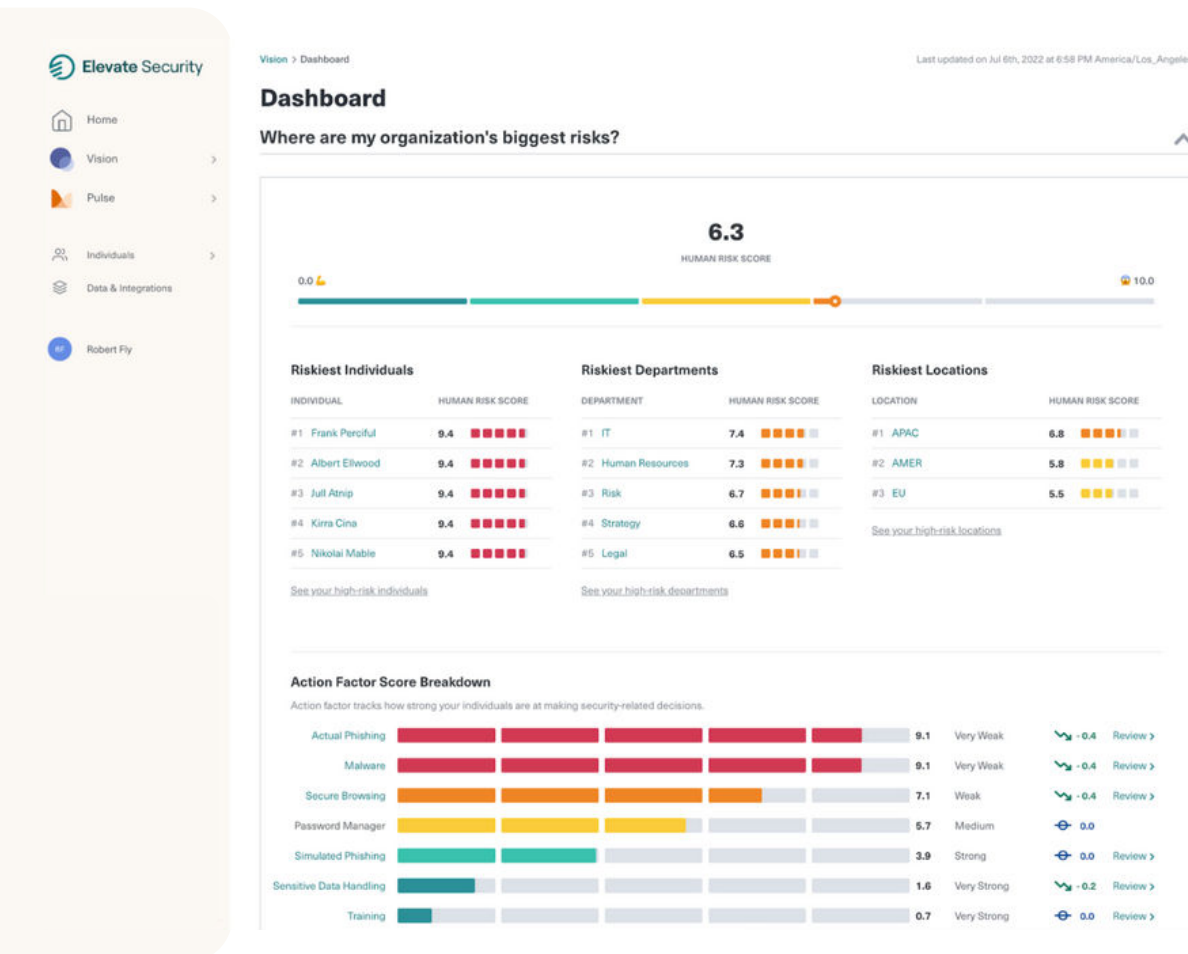 Elevate Security
Home
Vision
Pulse
Individuals
Data & Integrations
RF
Robert Fly
Vision > Dashboard
Last updated on Jul 6th, 2022 at 6:58 PM America/Los_Angele
Dashboard
Where are my organization's biggest risks?
6.3
HUMAN RISK SCORE
0.0 💪
😱 10.0
Riskiest Individuals
INDIVIDUAL HUMAN RISK SCORE
#1 Frank Perciful 9.4
#2 Albert Ellwood 9.4
#3 Jull Atnip 9.4
#4 Kirra Cina 9.4
#5 Nikolai Mable 9.4
See your high-risk individuals
Riskiest Departments
DEPARTMENT HUMAN RISK SCORE
#1 IT 7.4
#2 Human Resources 7.3
#3 Risk 6.7
#4 Strategy 6.6
#5 Legal 6.5
See your high-risk departments
Riskiest Locations
LOCATION HUMAN RISK SCORE
#1 APAC 6.8
#2 AMER 5.8
#3 EU 5.5
See your high-risk locations
Action Factor Score Breakdown
Action factor tracks how strong your individuals are at making security-related decisions.
Actual Phishing 9.1 Very Weak - 0.4 Review >
Malware 9.1 Very Weak - 0.4 Review >
Secure Browsing 7.1 Weak - 0.4 Review >
Password Manager 5.7 Medium 0.0
Simulated Phishing 3.9 Strong 0.0 Review >
Sensitive Data Handling 1.6 Very Strong - 0.2 Review >
Training 0.7 Very Strong 0.0 Review >